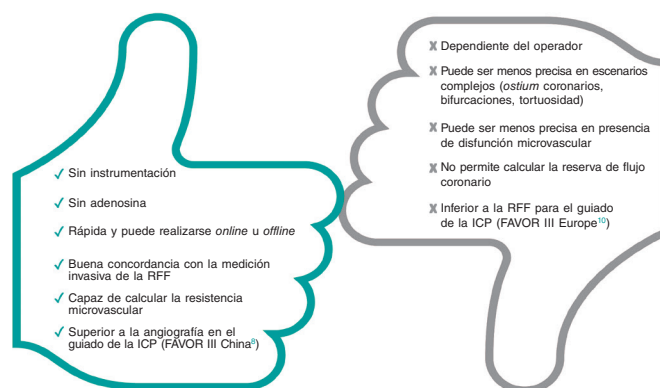 ✓ Sin instrumentación
✓ Sin adenosina
✓ Rápida y puede realizarse online u offline
✓ Buena concordancia con la medición
invasiva de la RFF
✓ Capaz de calcular la resistencia
microvascular
✓ Superior a la angiografía en el
guiado de la ICP (FAVOR III China⁸)
✗ Dependiente del operador
✗ Puede ser menos precisa en escenarios
complejos (ostium coronarios,
bifurcaciones, tortuosidad)
✗ Puede ser menos precisa en presencia
de disfunción microvascular
✗ No permite calcular la reserva de flujo
coronario
✗ Inferior a la RFF para el guiado
de la ICP (FAVOR III Europe¹⁰)